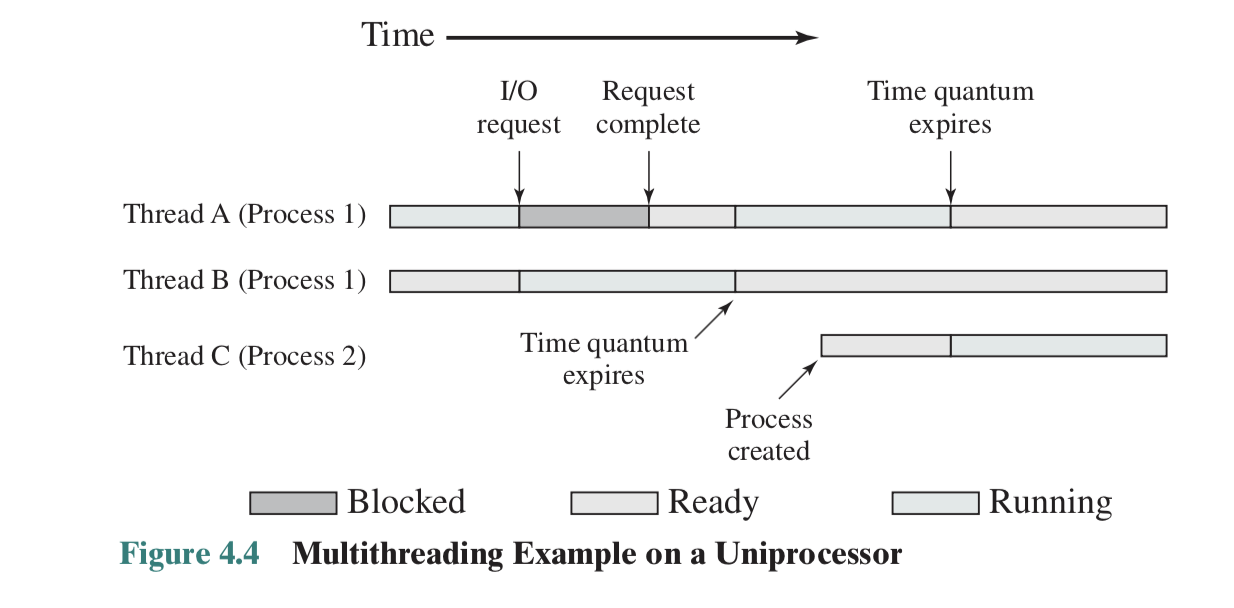 Time
I/O
request
Request
complete
Time quantum
expires
Thread A (Process 1)
Thread B (Process 1)
Time quantum
expires
Thread C (Process 2)
Process
created
Blocked
Ready
Running
Figure 4.4 Multithreading Example on a Uniprocessor